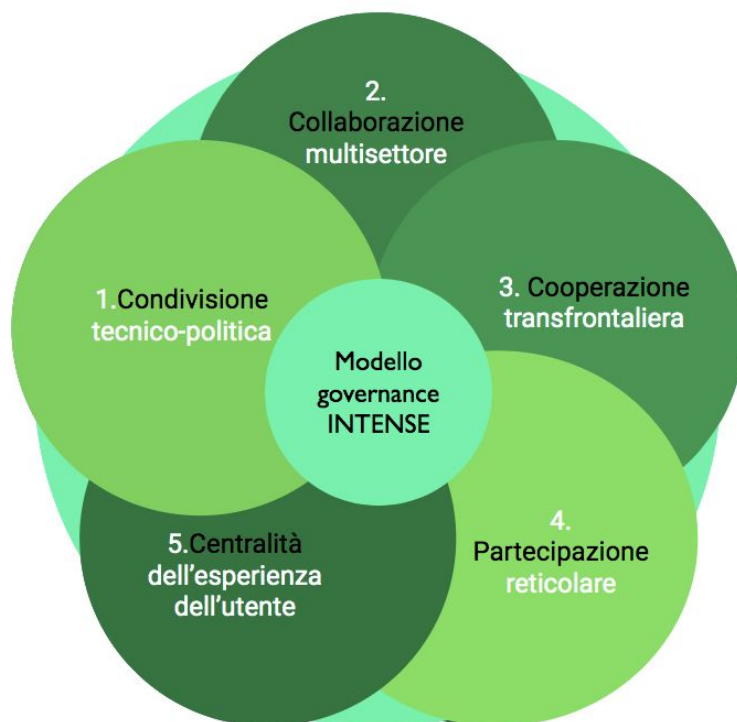 2.
Collaborazione
multisettore
1.Condivisione
tecnico-politica
3. Cooperazione
transfrontaliera
Modello
governance
INTENSE
4.
Partecipazione
reticolare
5.Centralità
dell'esperienza
dell'utente